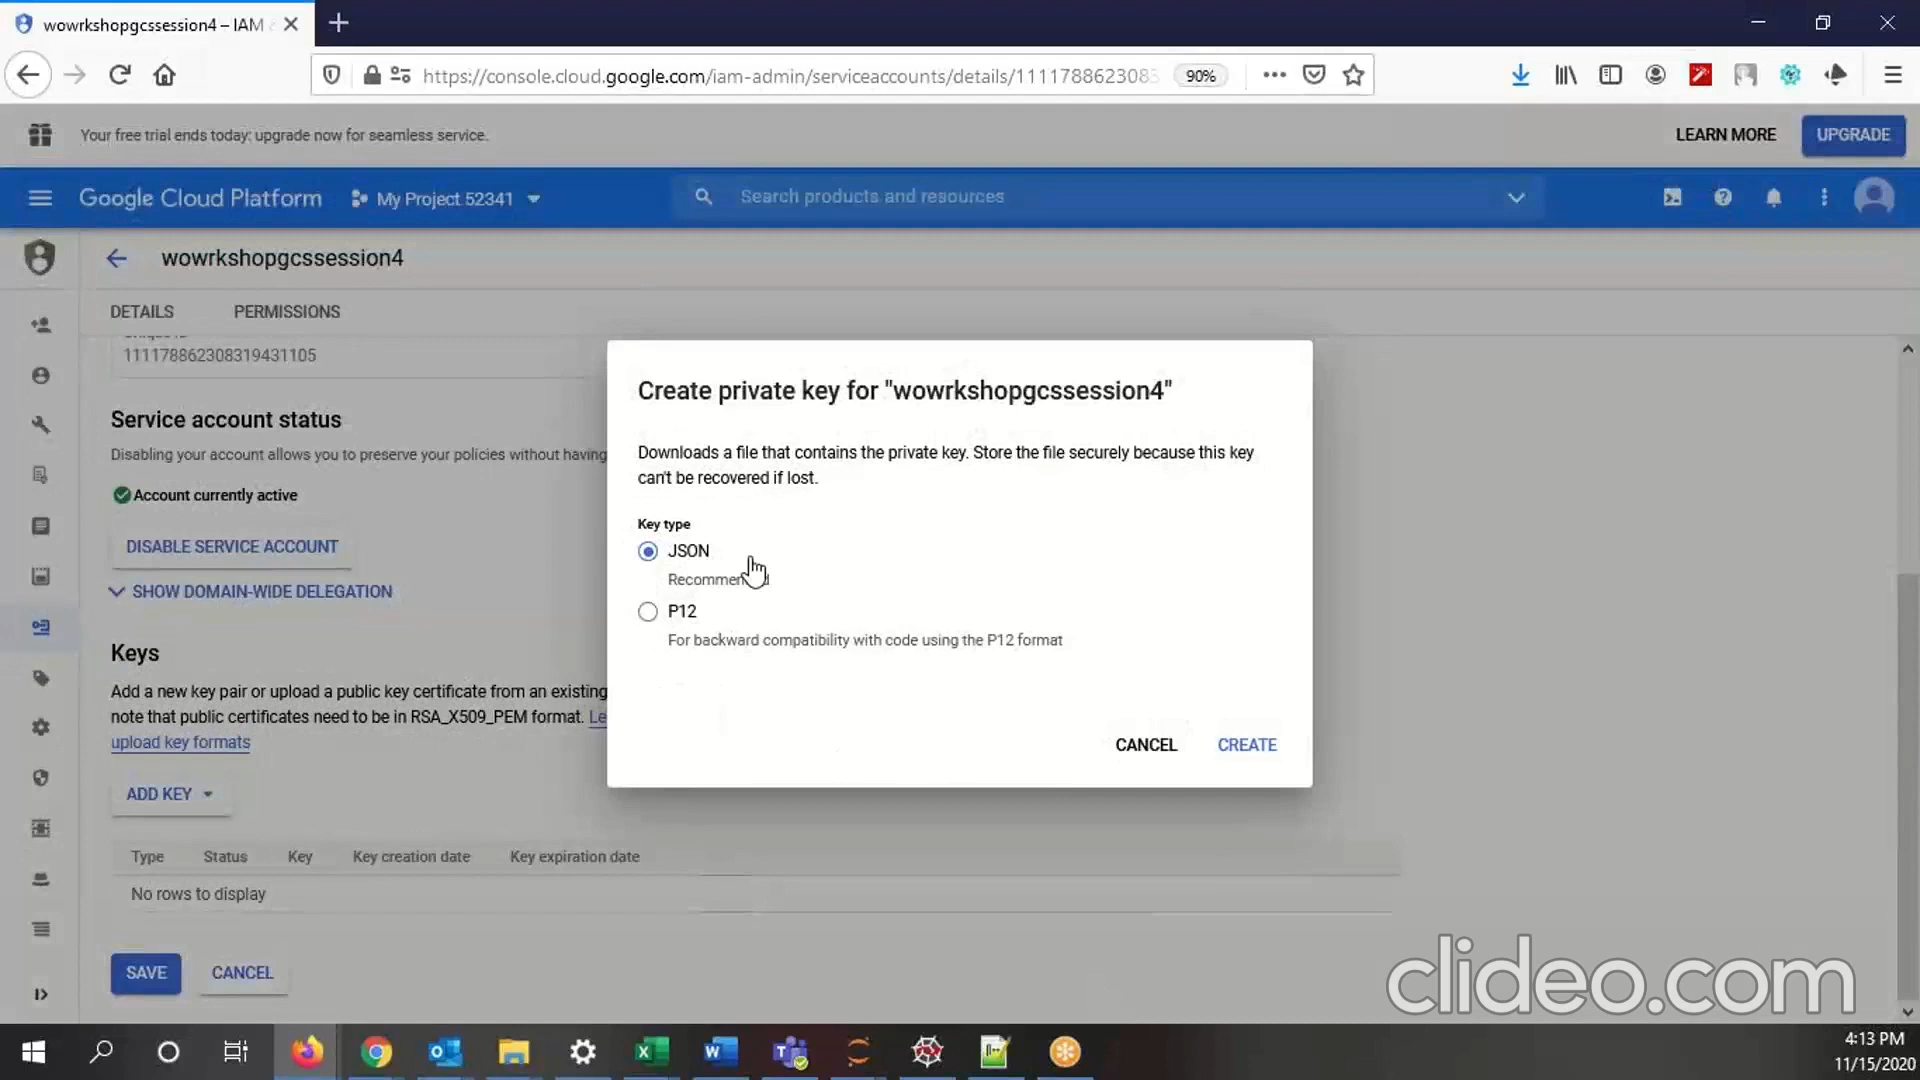 wowrkshopgcssession4 – IAM
https://console.cloud.google.com/iam-admin/serviceaccounts/details/111178862308
90%
Your free trial ends today: upgrade now for seamless service.
LEARN MORE
UPGRADE
Google Cloud Platform
My Project 52341
Search products and resources
wowrkshopgcssession4
DETAILS
PERMISSIONS
111178862308319431105
Service account status
Disabling your account allows you to preserve your policies without having
Account currently active
DISABLE SERVICE ACCOUNT
SHOW DOMAIN-WIDE DELEGATION
Keys
Add a new key pair or upload a public key certificate from an existing
note that public certificates need to be in RSA_X509_PEM format. Le
upload key formats
ADD KEY
Type Status Key Key creation date Key expiration date
No rows to display
SAVE
CANCEL
Create private key for "wowrkshopgcssession4"
Downloads a file that contains the private key. Store the file securely because this key
can't be recovered if lost.
Key type
JSON
Recommended
P12
For backward compatibility with code using the P12 format
CANCEL
CREATE
clideo.com
4:13 PM
11/15/2020